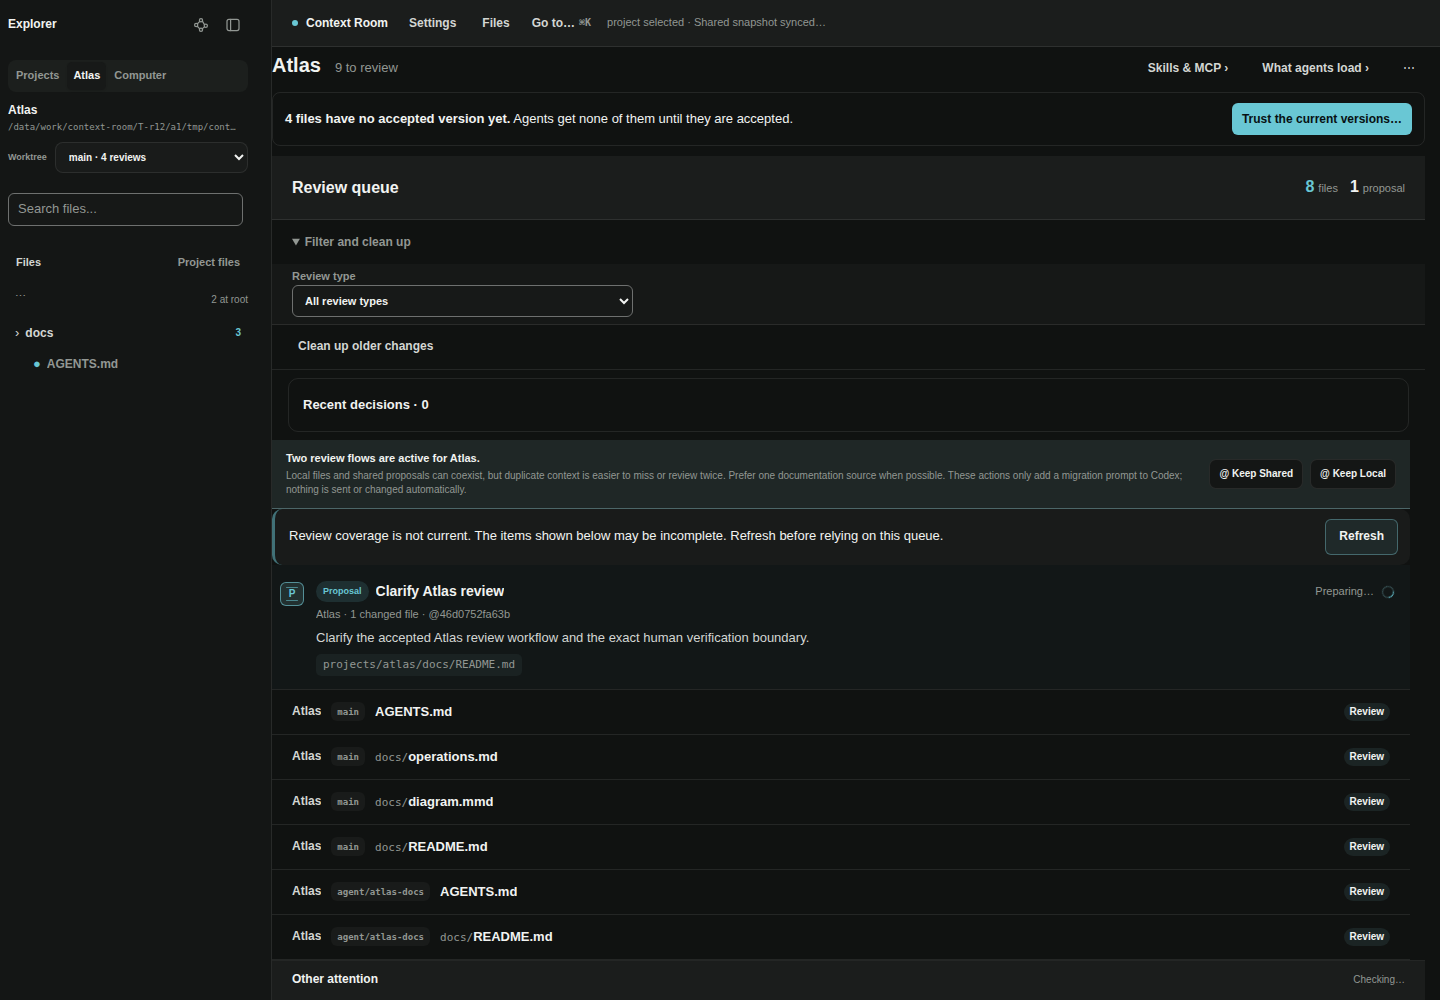 Explorer
Projects Atlas Computer
Atlas
/data/work/context-room/T-r12/a1/tmp/cont…
Worktree main · 4 reviews
Search files...
Files Project files
... 2 at root
› docs 3
AGENTS.md
Context Room Settings Files Go to… ⌘K project selected · Shared snapshot synced…
Atlas 9 to review Skills & MCP › What agents load › ...
4 files have no accepted version yet. Agents get none of them until they are accepted. Trust the current versions…
Review queue 8 files 1 proposal
▼ Filter and clean up
Review type
All review types
Clean up older changes
Recent decisions · 0
Two review flows are active for Atlas.
Local files and shared proposals can coexist, but duplicate context is easier to miss or review twice. Prefer one documentation source when possible. These actions only add a migration prompt to Codex;
nothing is sent or changed automatically.
@ Keep Shared @ Keep Local
Review coverage is not current. The items shown below may be incomplete. Refresh before relying on this queue. Refresh
P Proposal Clarify Atlas review Preparing…
Atlas · 1 changed file · @46d0752fa63b
Clarify the accepted Atlas review workflow and the exact human verification boundary.
projects/atlas/docs/README.md
Atlas main AGENTS.md Review
Atlas main docs/operations.md Review
Atlas main docs/diagram.mmd Review
Atlas main docs/README.md Review
Atlas agent/atlas-docs AGENTS.md Review
Atlas agent/atlas-docs docs/README.md Review
Other attention Checking…